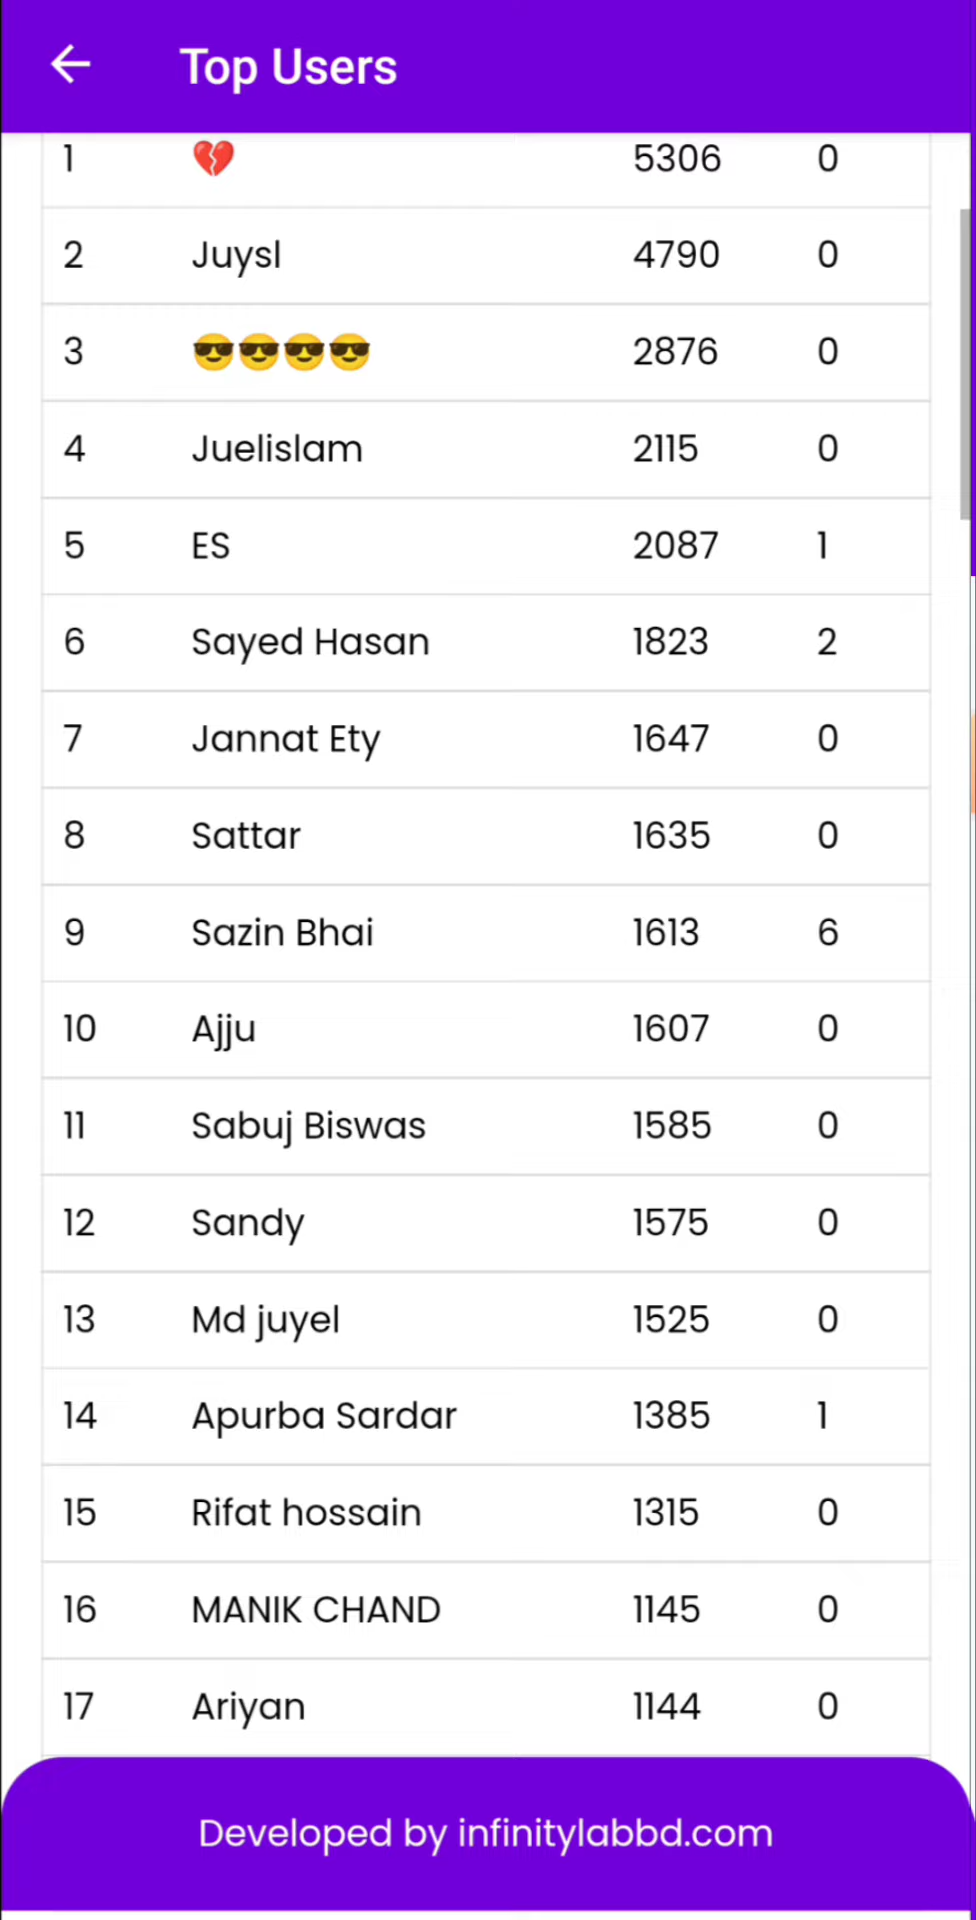 Top Users
1 💔 5306 0
2 Juysl 4790 0
3 😎😎😎😎 2876 0
4 Juelislam 2115 0
5 ES 2087 1
6 Sayed Hasan 1823 2
7 Jannat Ety 1647 0
8 Sattar 1635 0
9 Sazin Bhai 1613 6
10 Ajju 1607 0
11 Sabuj Biswas 1585 0
12 Sandy 1575 0
13 Md juyel 1525 0
14 Apurba Sardar 1385 1
15 Rifat hossain 1315 0
16 MANIK CHAND 1145 0
17 Ariyan 1144 0
Developed by infinitylabbd.com